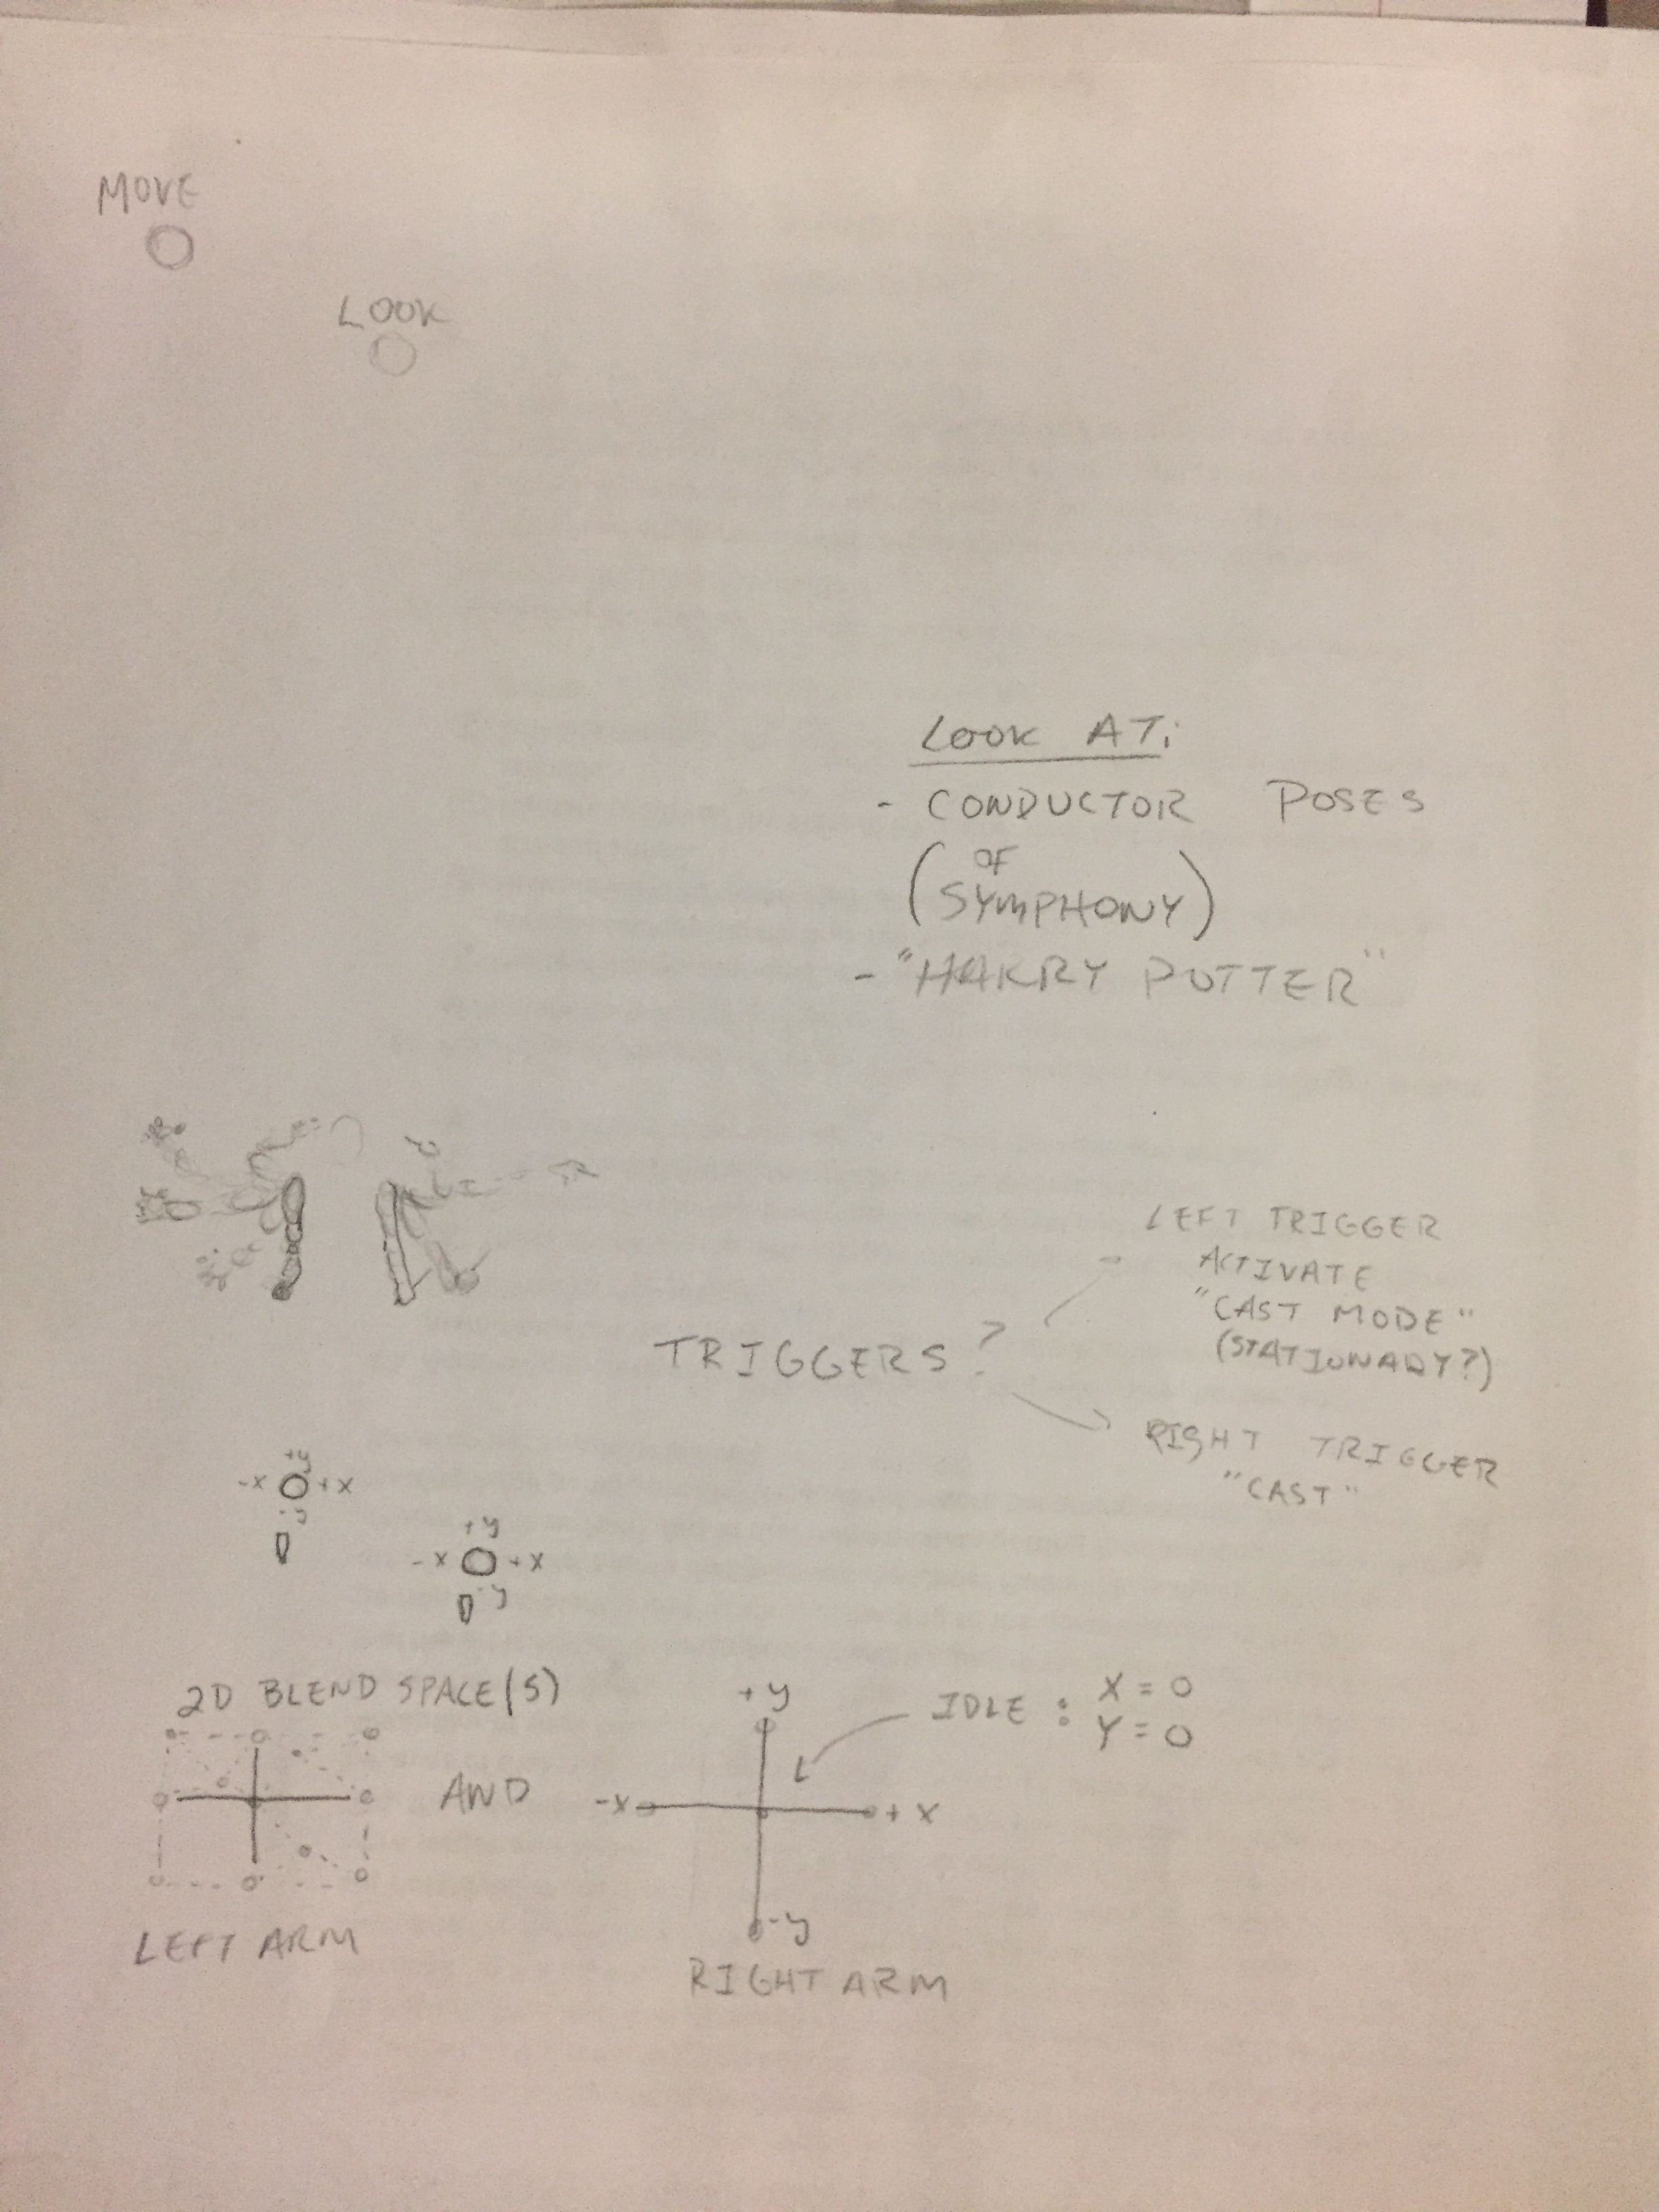 MOVE
LOOK
LOOK AT:
- CONDUCTOR POSES
(OF
SYMPHONY)
- "HARRY POTTER"
TRIGGERS?
LEFT TRIGGER
ACTIVATE
"CAST MODE"
(STATIONARY?)
RIGHT TRIGGER
"CAST"
+y
-x +x
-y
+y
-x +x
-y
2D BLEND SPACE(S)
AND
LEFT ARM
+y
-x +x
-y
RIGHT ARM
IDLE : X = 0
Y = 0